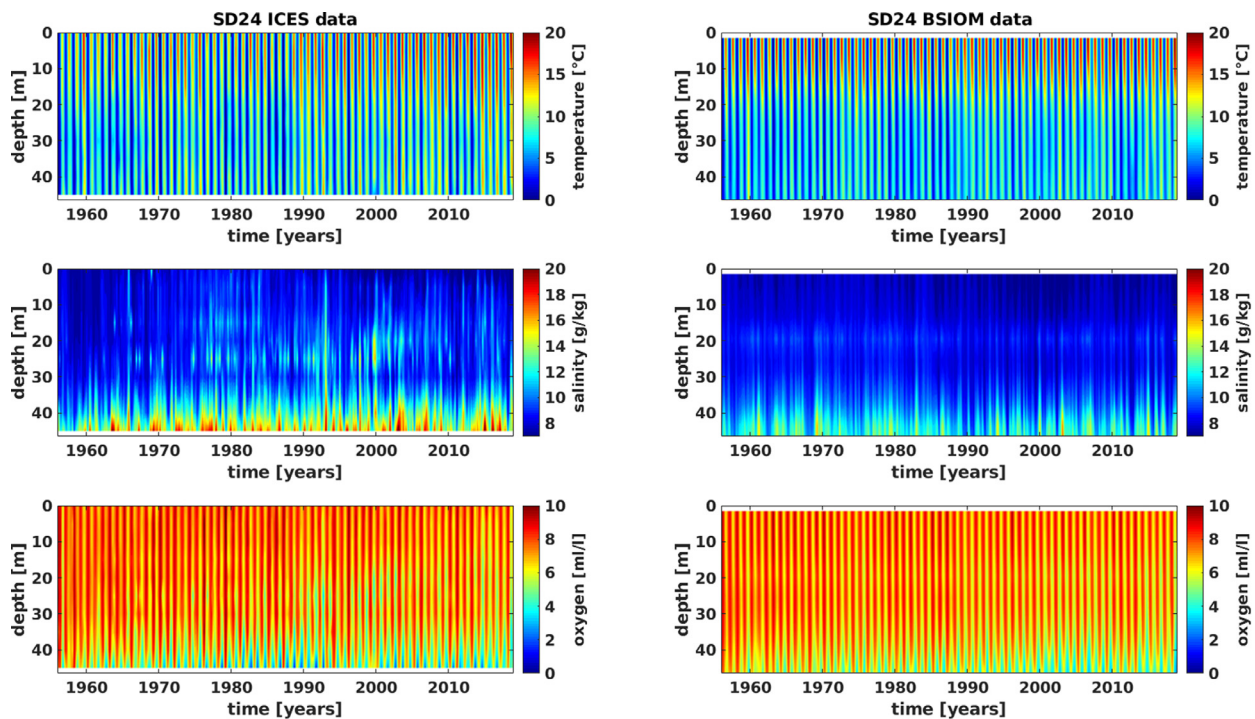 SD24 ICES data
0
10
20
30
40
depth [m]
1960 1970 1980 1990 2000 2010
time [years]
20
15
10
5
0
temperature [°C]
SD24 BSIOM data
0
10
20
30
40
depth [m]
1960 1970 1980 1990 2000 2010
time [years]
20
15
10
5
0
temperature [°C]
0
10
20
30
40
depth [m]
1960 1970 1980 1990 2000 2010
time [years]
20
18
16
14
12
10
8
salinity [g/kg]
0
10
20
30
40
depth [m]
1960 1970 1980 1990 2000 2010
time [years]
20
18
16
14
12
10
8
salinity [g/kg]
0
10
20
30
40
depth [m]
1960 1970 1980 1990 2000 2010
time [years]
10
8
6
4
2
0
oxygen [ml/l]
0
10
20
30
40
depth [m]
1960 1970 1980 1990 2000 2010
time [years]
10
8
6
4
2
0
oxygen [ml/l]